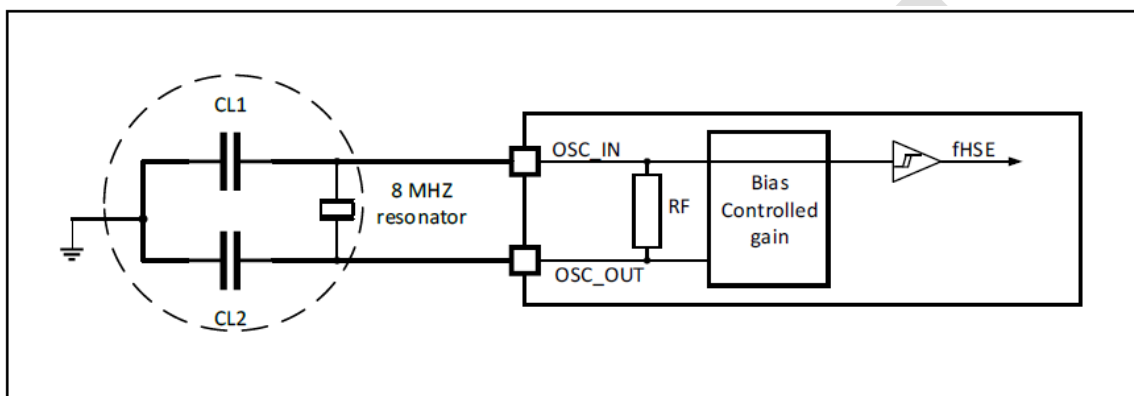 CL1
8 MHZ
resonator
CL2
OSC_IN
RF
OSC_OUT
Bias
Controlled
gain
fHSE